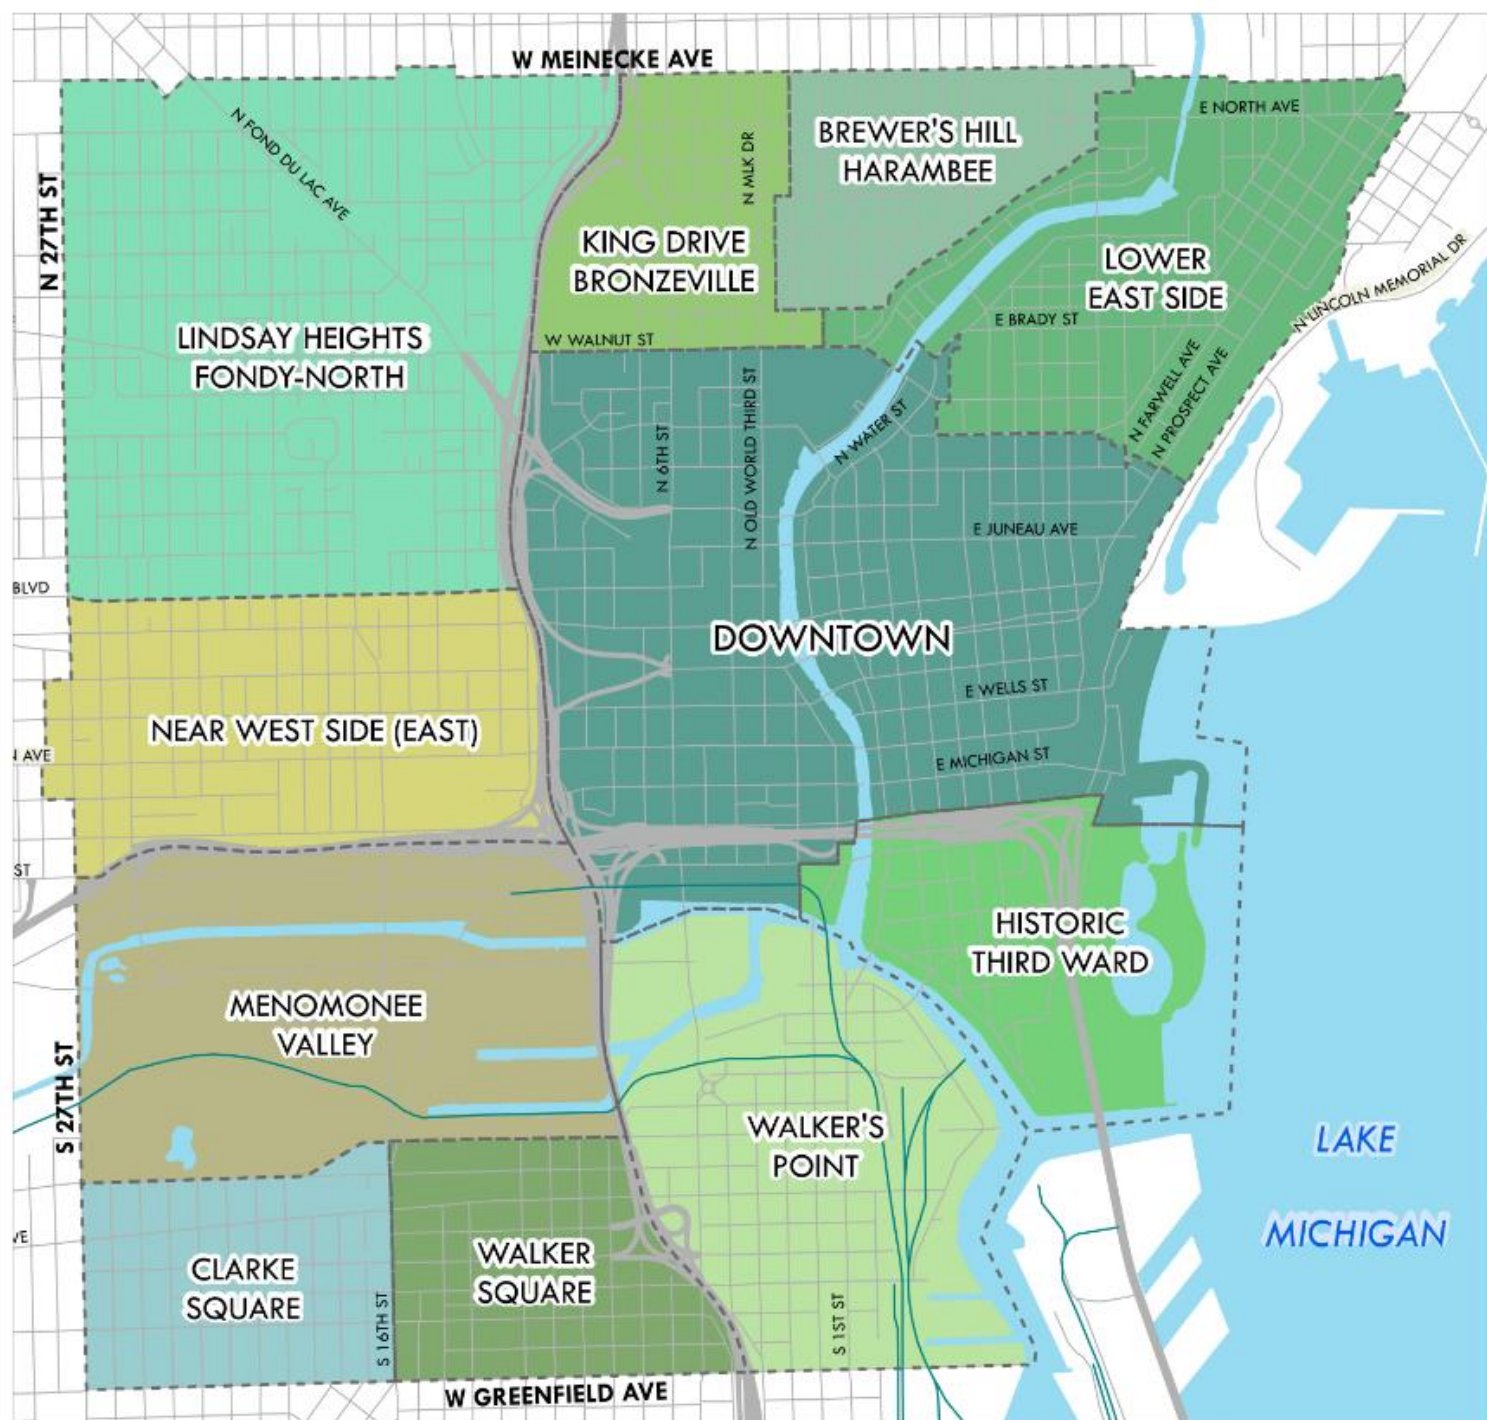 W MEINECKE AVE
E NORTH AVE
N FOND DU LAC AVE
N MLK DR
BREWER'S HILL
HARAMBEE
N 27TH ST
KING DRIVE
BRONZEVILLE
LOWER
EAST SIDE
N LINCOLN MEMORIAL DR
E BRADY ST
LINDSAY HEIGHTS
FONDY-NORTH
W WALNUT ST
N FARWELL AVE
N PROSPECT AVE
N OLD WORLD THIRD ST
N WATER ST
N 6TH ST
E JUNEAU AVE
BLVD
DOWNTOWN
E WELLS ST
NEAR WEST SIDE (EAST)
N AVE
E MICHIGAN ST
ST
HISTORIC
THIRD WARD
MENOMONEE
VALLEY
S 27TH ST
WALKER'S
POINT
LAKE
MICHIGAN
VE
CLARKE
SQUARE
WALKER
SQUARE
S 16TH ST
S 1ST ST
W GREENFIELD AVE